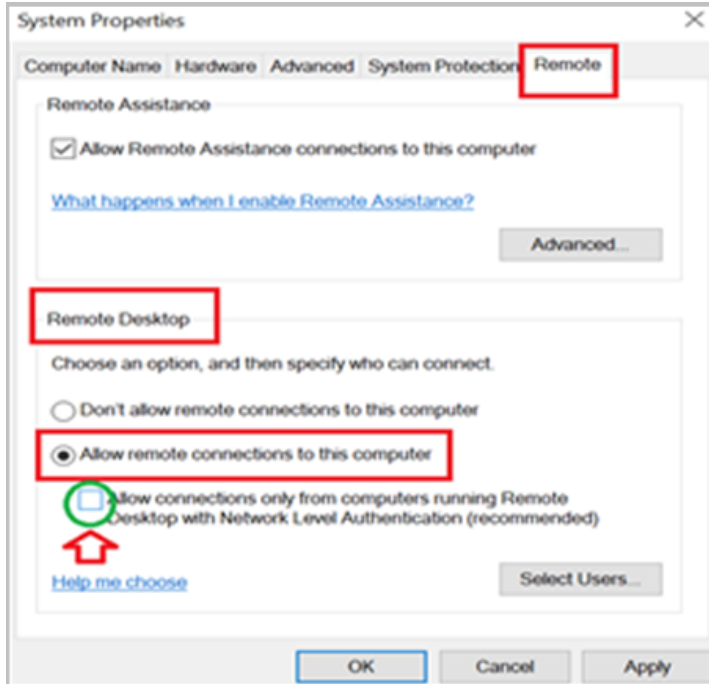 System Properties
Computer Name Hardware Advanced System Protection Remote
Remote Assistance
Allow Remote Assistance connections to this computer
What happens when I enable Remote Assistance?
Advanced...
Remote Desktop
Choose an option, and then specify who can connect.
Don't allow remote connections to this computer
Allow remote connections to this computer
Allow connections only from computers running Remote
Desktop with Network Level Authentication (recommended)
Help me choose
Select Users...
OK Cancel Apply